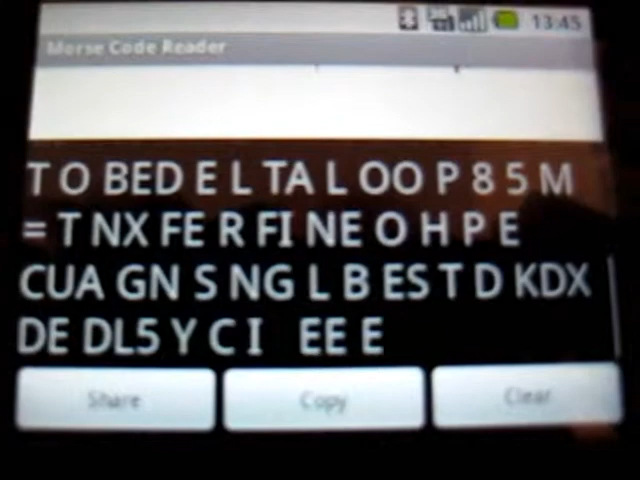 13:45
Morse Code Reader
T O BED E L TA L OO P 8 5 M
= T NX FE R FI NE O H P E
CUA GN S NG L B ES T D KDX
DE DL5 Y C I EE E
Share Copy Clear